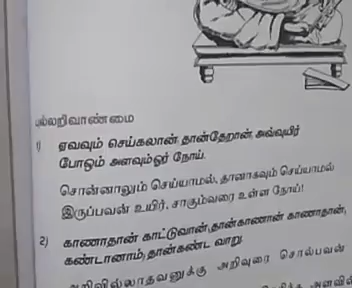 புல்லறிவாண்மை
1) ஏவவும் செய்கலான் தான்தேறான் அவ்வுயிர்
போஒம் அளவும்ஓர் நோய்.
சொன்னாலும் செய்யாமல், தானாகவும் செய்யாமல்
இருப்பவன் உயிர், சாகும்வரை உள்ள நோய்!
2) காணாதான் காட்டுவான் தான்காணான் காணாதான்
கண்டானாம் தான்கண்ட வாறு.
அறிவில்லாதவனுக்கு அறிவுரை சொல்பவன்